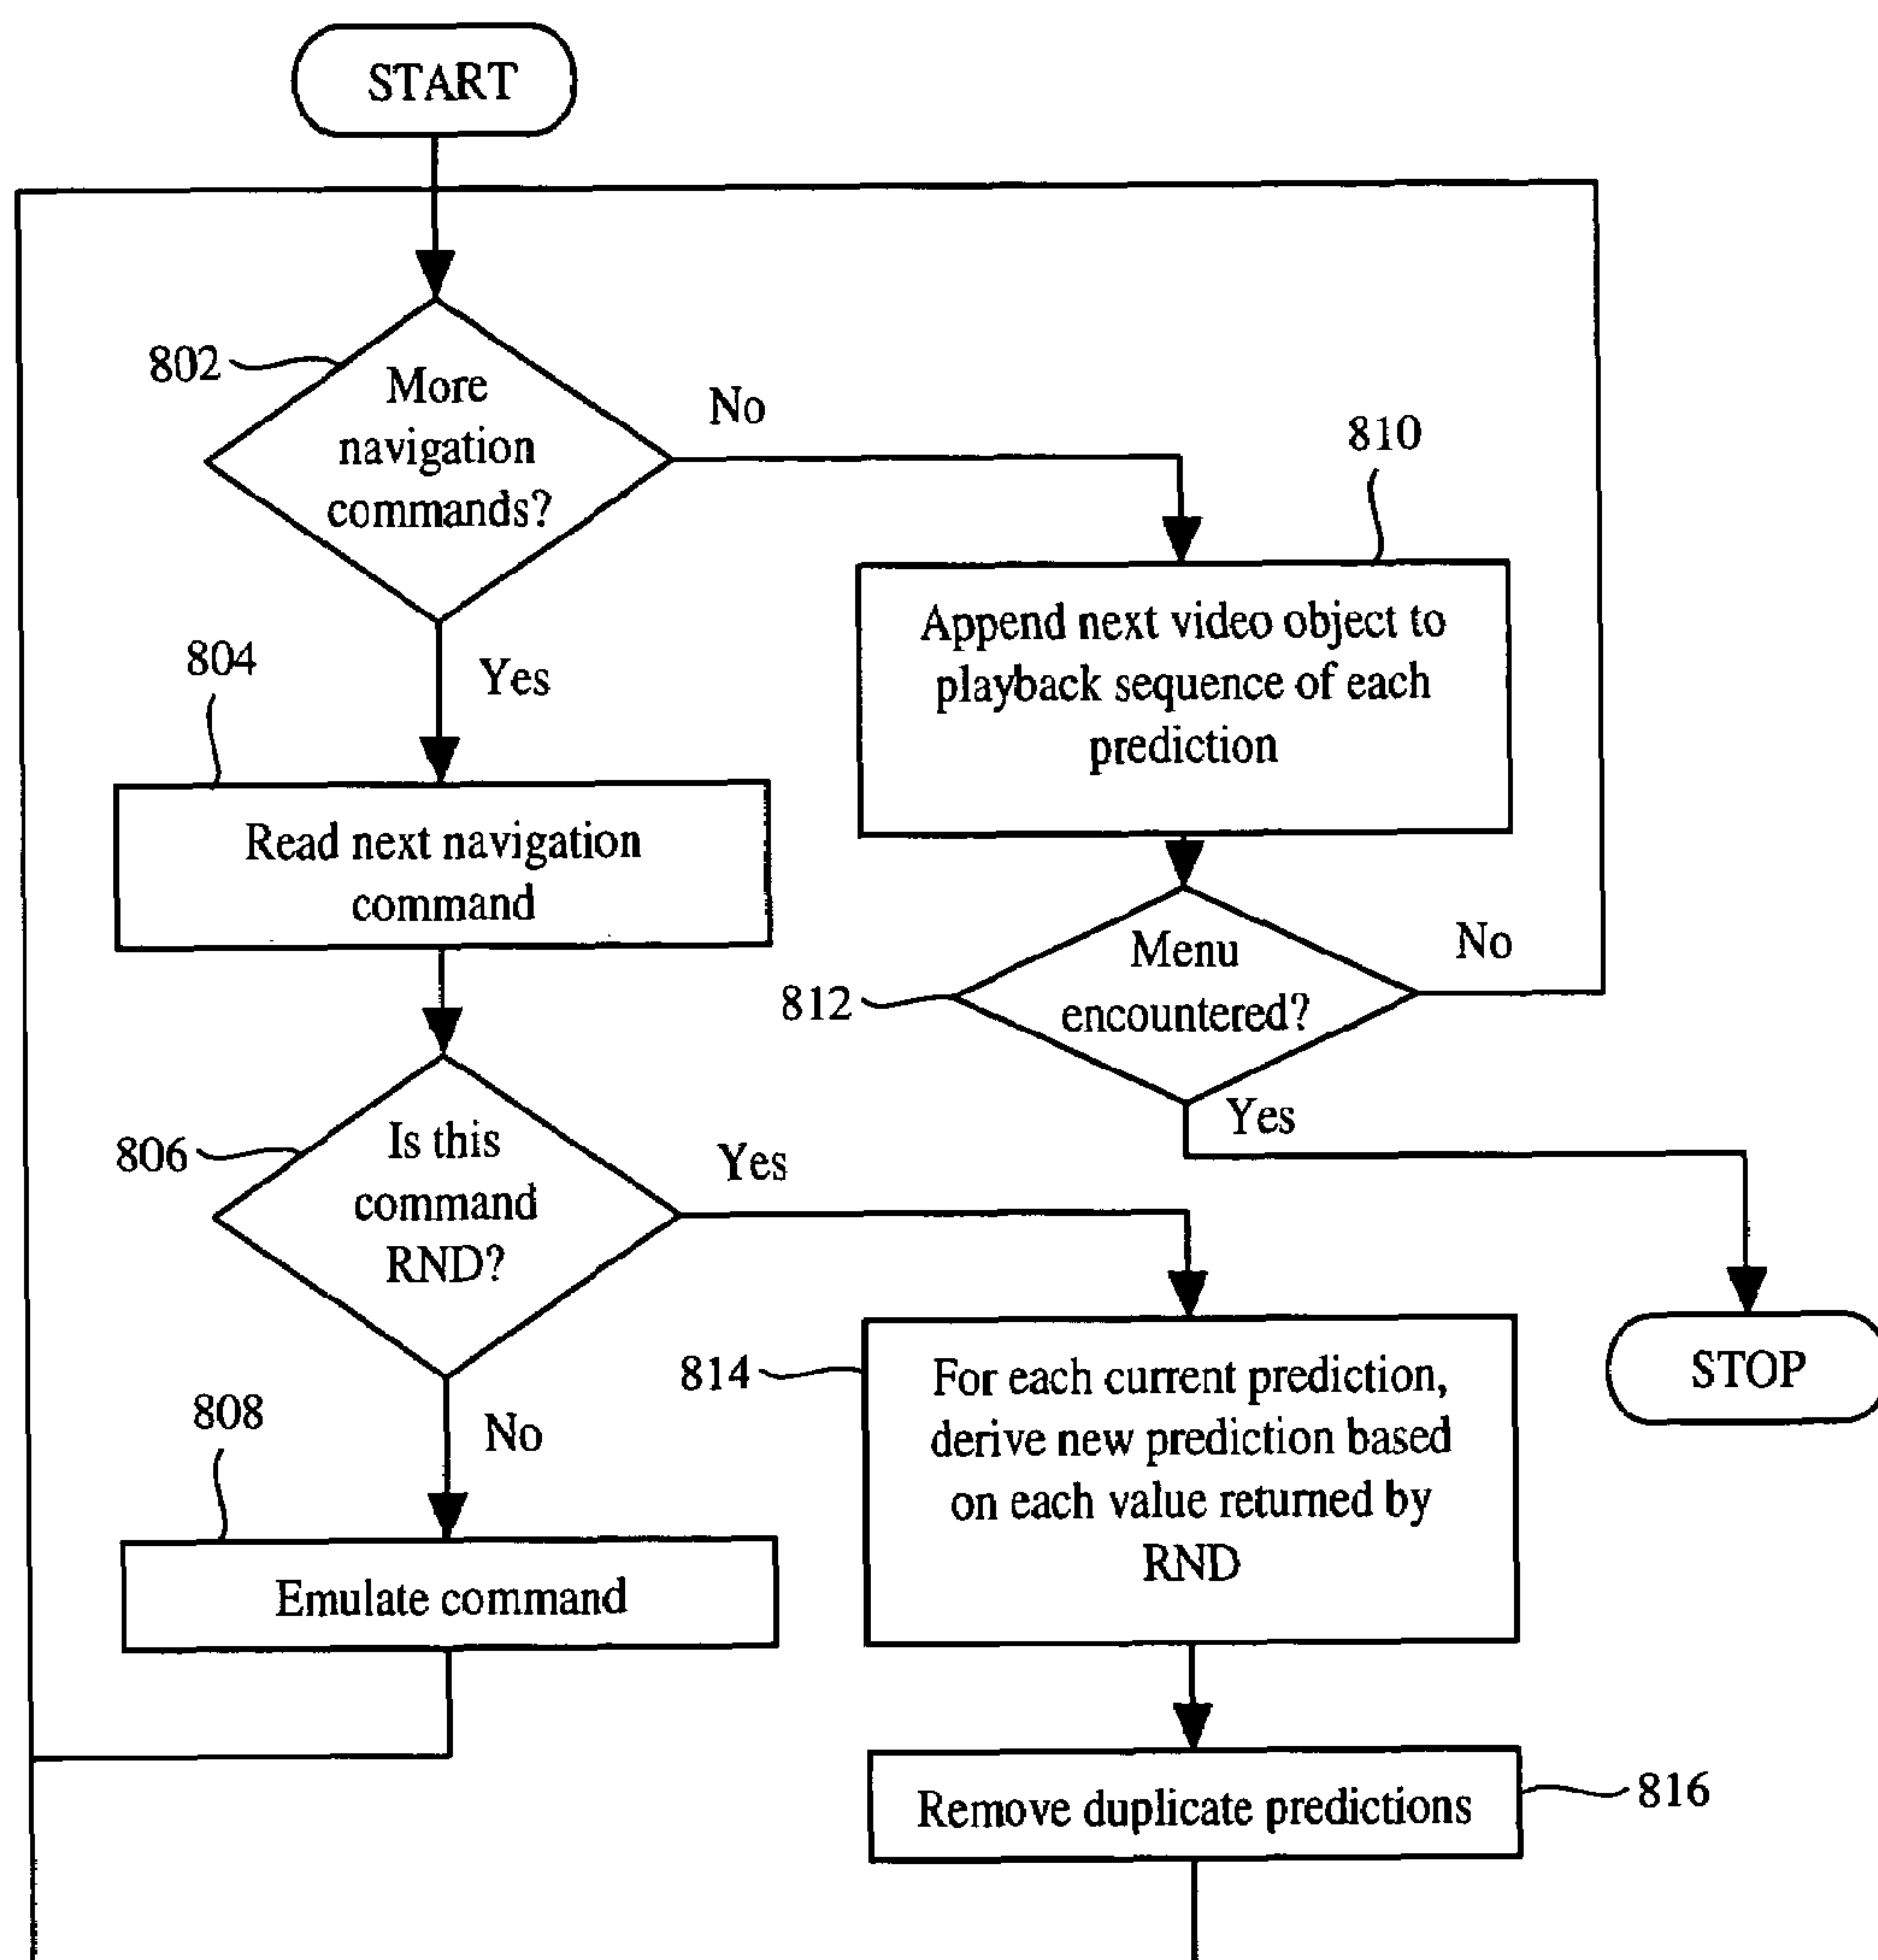 START
802
More
navigation
commands?
No
810
Append next video object to
playback sequence of each
prediction
804
Yes
Read next navigation
command
812
Menu
encountered?
No
Yes
806
Is this
command
RND?
Yes
STOP
814
For each current prediction,
derive new prediction based
on each value returned by
RND
808
No
Emulate command
Remove duplicate predictions
816